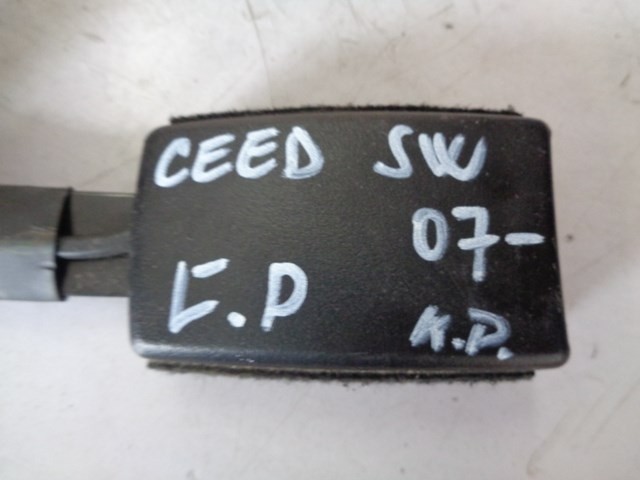 CEED SW
07-
Ľ.P
K.P.